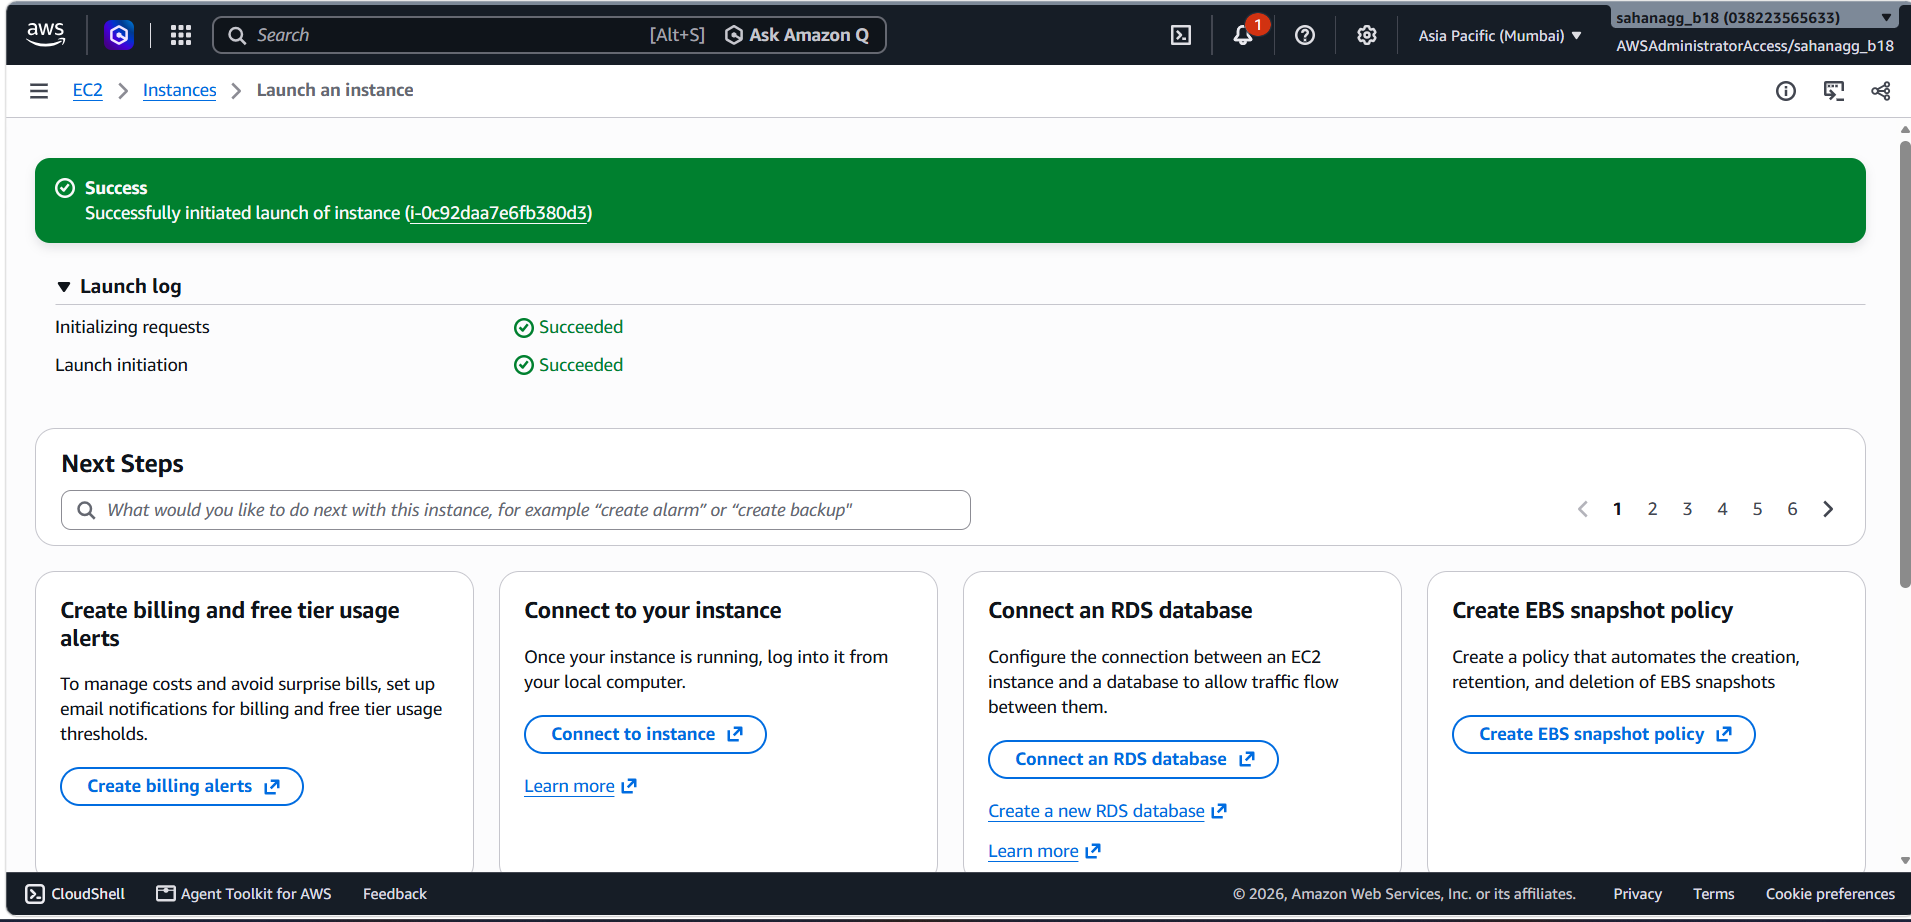 aws
Search
[Alt+S]
Ask Amazon Q
1
Asia Pacific (Mumbai)
sahanagg_b18 (038223565633)
AWSAdministratorAccess/sahanagg_b18
EC2 Instances Launch an instance
Success
Successfully initiated launch of instance (i-0c92daa7e6fb380d3)
Launch log
Initializing requests Succeeded
Launch initiation Succeeded
Next Steps
What would you like to do next with this instance, for example “create alarm” or “create backup"
1 2 3 4 5 6
Create billing and free tier usage
alerts
To manage costs and avoid surprise bills, set up
email notifications for billing and free tier usage
thresholds.
Create billing alerts
Connect to your instance
Once your instance is running, log into it from
your local computer.
Connect to instance
Learn more
Connect an RDS database
Configure the connection between an EC2
instance and a database to allow traffic flow
between them.
Connect an RDS database
Create a new RDS database
Learn more
Create EBS snapshot policy
Create a policy that automates the creation,
retention, and deletion of EBS snapshots
Create EBS snapshot policy
CloudShell Agent Toolkit for AWS Feedback
© 2026, Amazon Web Services, Inc. or its affiliates. Privacy Terms Cookie preferences